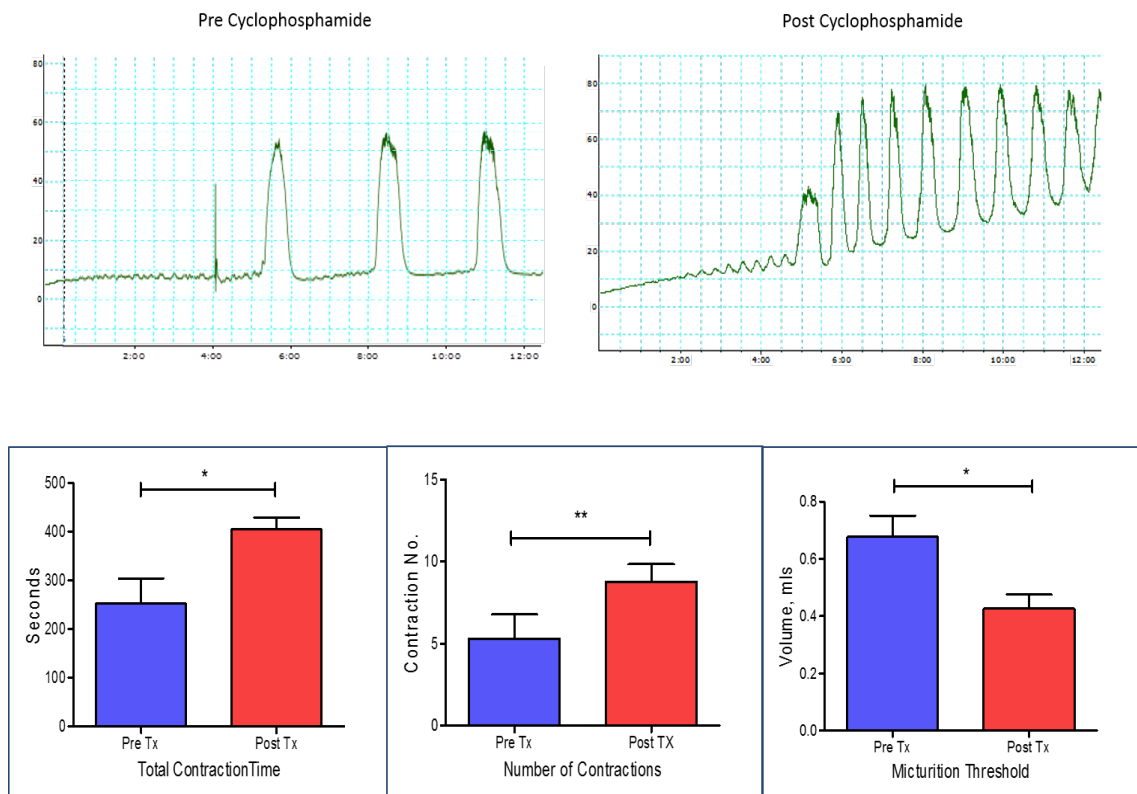 Pre Cyclophosphamide
Post Cyclophosphamide
80
60
40
20
0
2:00 4:00 6:00 8:00 10:00 12:00
80
60
40
20
0
2:00 4:00 6:00 8:00 10:00 12:00
500
400
300
200
100
0
Seconds
*
Pre Tx Post Tx
Total ContractionTime
15
10
5
0
Contraction No.
**
Pre Tx Post TX
Number of Contractions
0.8
0.6
0.4
0.2
0.0
Volume, mls
*
Pre Tx Post Tx
Micturition Threshold